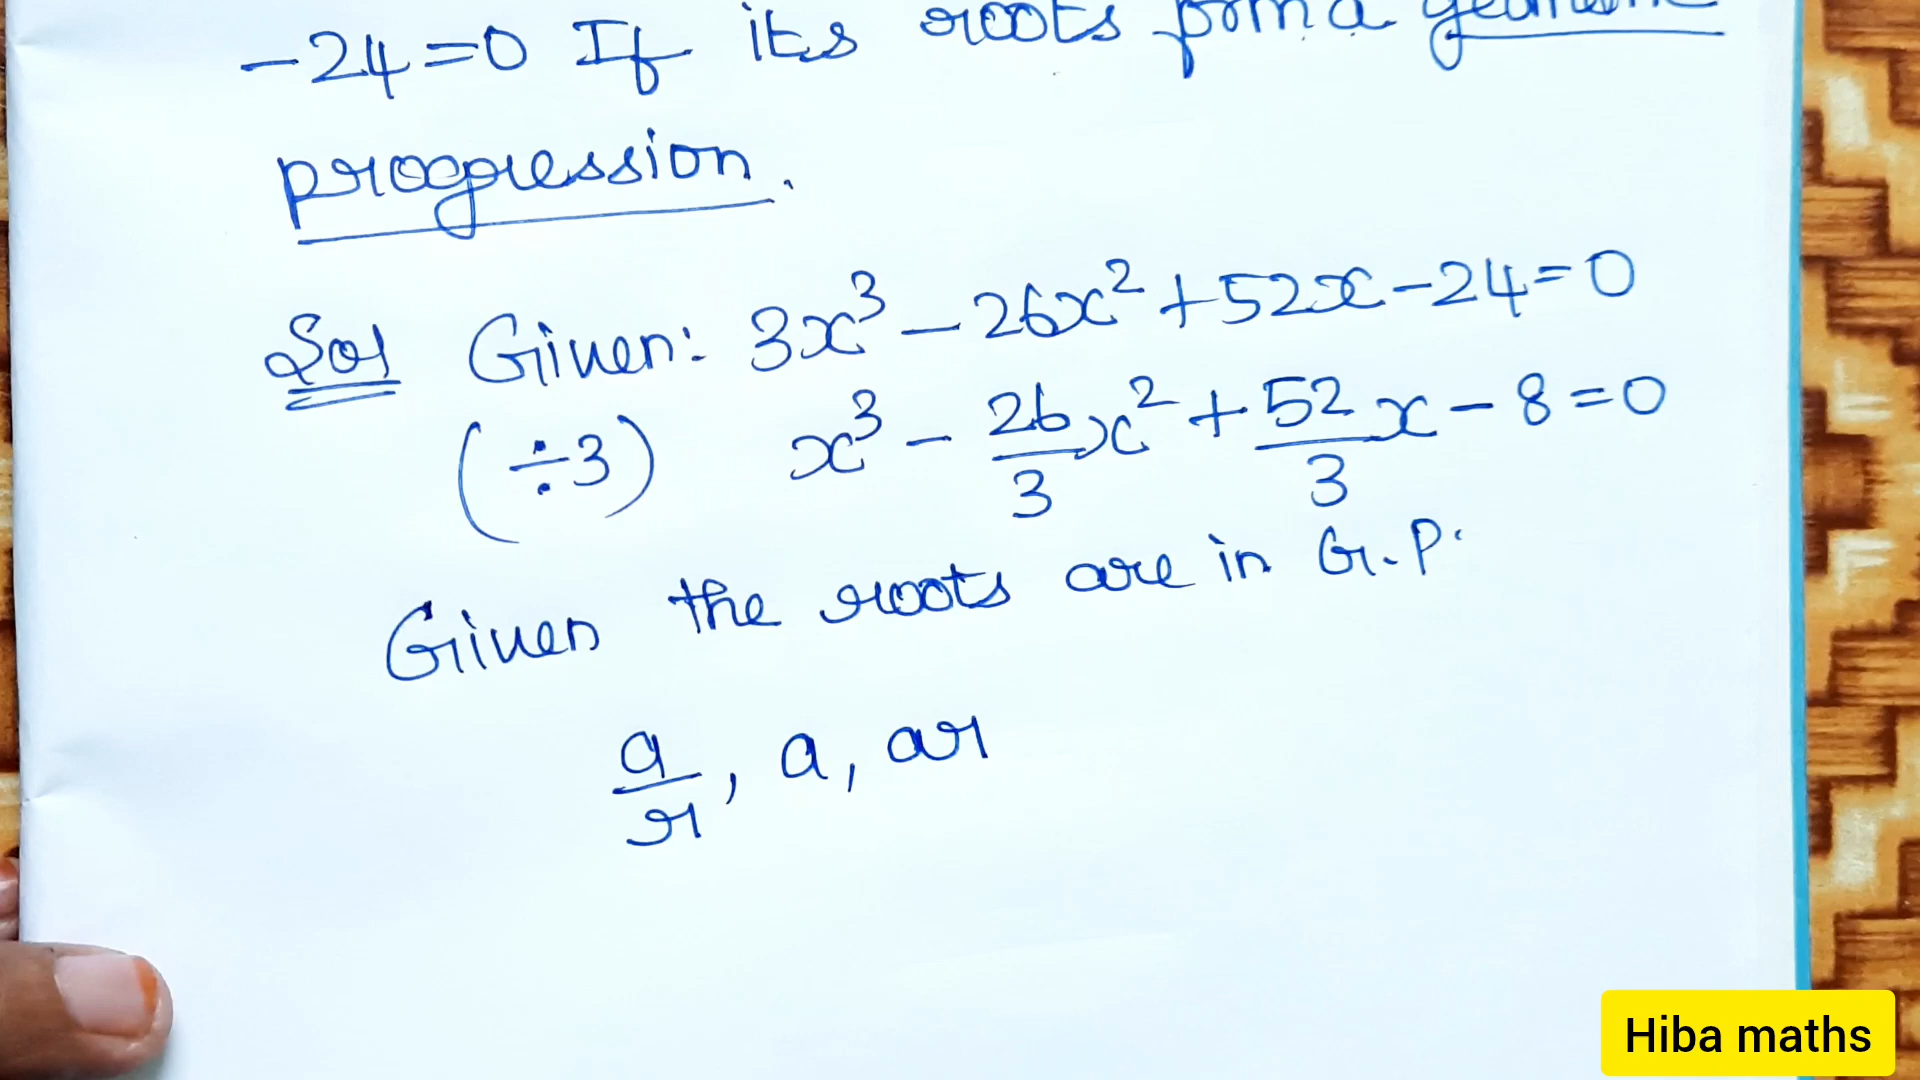 -24=0 If its roots form a geometric
progression.
Sol Given: 3x³ - 26x² + 52x - 24 = 0
(÷3) x³ - 26/3 x² + 52/3 x - 8 = 0
Given the roots are in G.P.
a/r, a, ar
Hiba maths